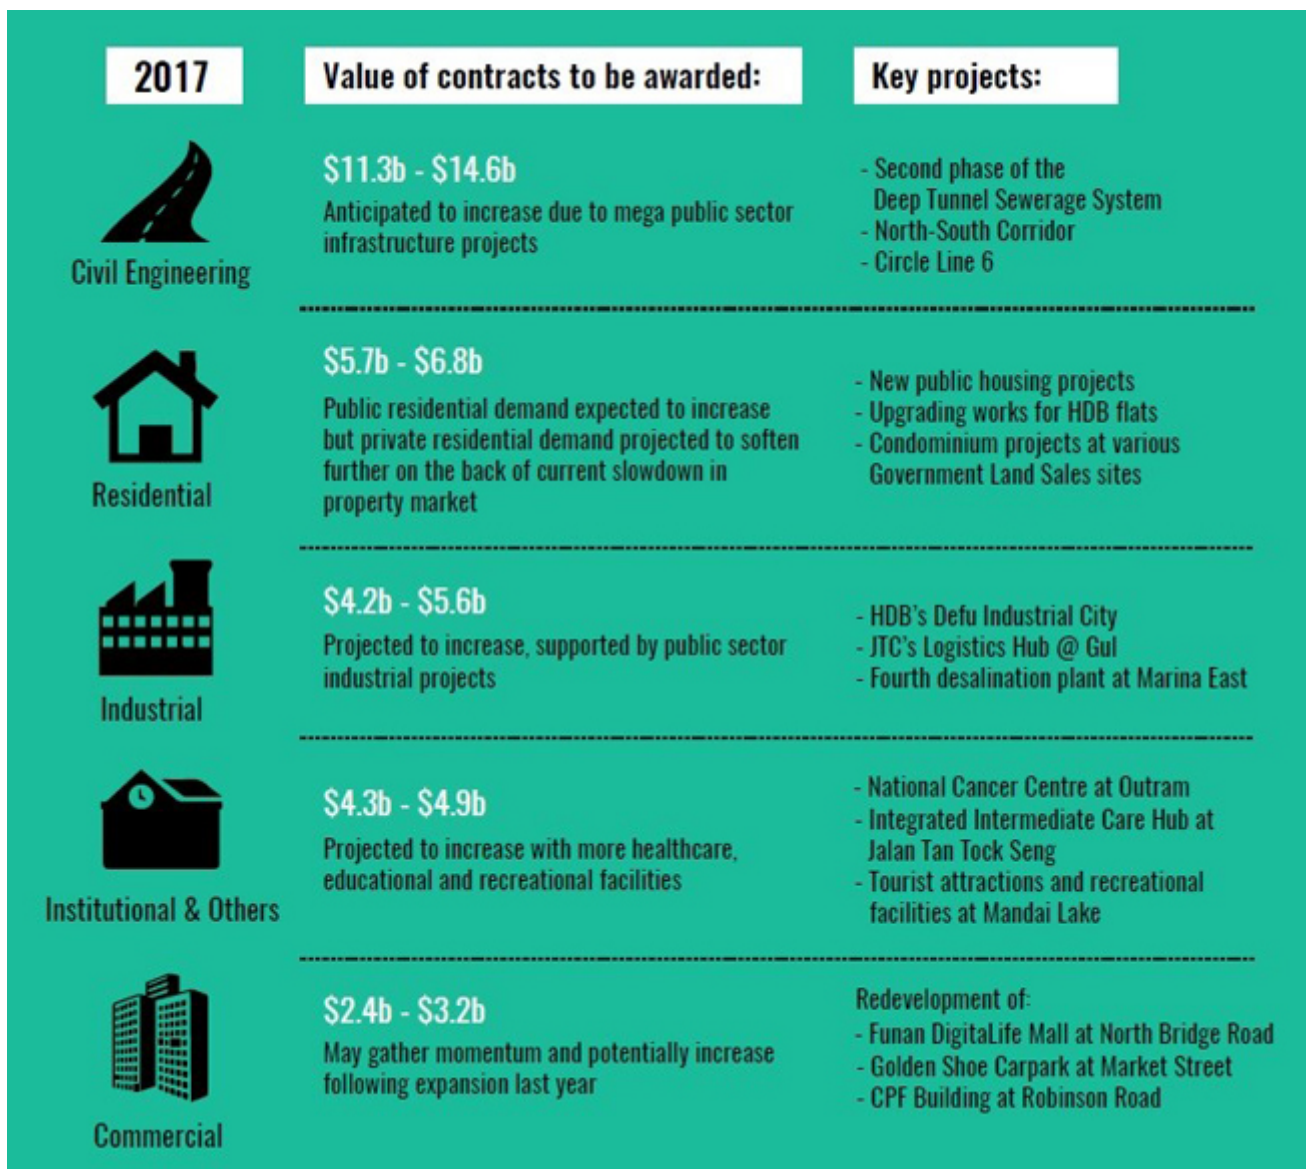 2017
Value of contracts to be awarded:
Key projects:
Civil Engineering
$11.3b - $14.6b
Anticipated to increase due to mega public sector
infrastructure projects
- Second phase of the
Deep Tunnel Sewerage System
- North-South Corridor
- Circle Line 6
Residential
$5.7b - $6.8b
Public residential demand expected to increase
but private residential demand projected to soften
further on the back of current slowdown in
property market
- New public housing projects
- Upgrading works for HDB flats
- Condominium projects at various
Government Land Sales sites
Industrial
$4.2b - $5.6b
Projected to increase, supported by public sector
industrial projects
- HDB's Defu Industrial City
- JTC's Logistics Hub @ Gul
- Fourth desalination plant at Marina East
Institutional & Others
$4.3b - $4.9b
Projected to increase with more healthcare,
educational and recreational facilities
- National Cancer Centre at Outram
- Integrated Intermediate Care Hub at
Jalan Tan Tock Seng
- Tourist attractions and recreational
facilities at Mandai Lake
Commercial
$2.4b - $3.2b
May gather momentum and potentially increase
following expansion last year
Redevelopment of:
- Funan DigitaLife Mall at North Bridge Road
- Golden Shoe Carpark at Market Street
- CPF Building at Robinson Road